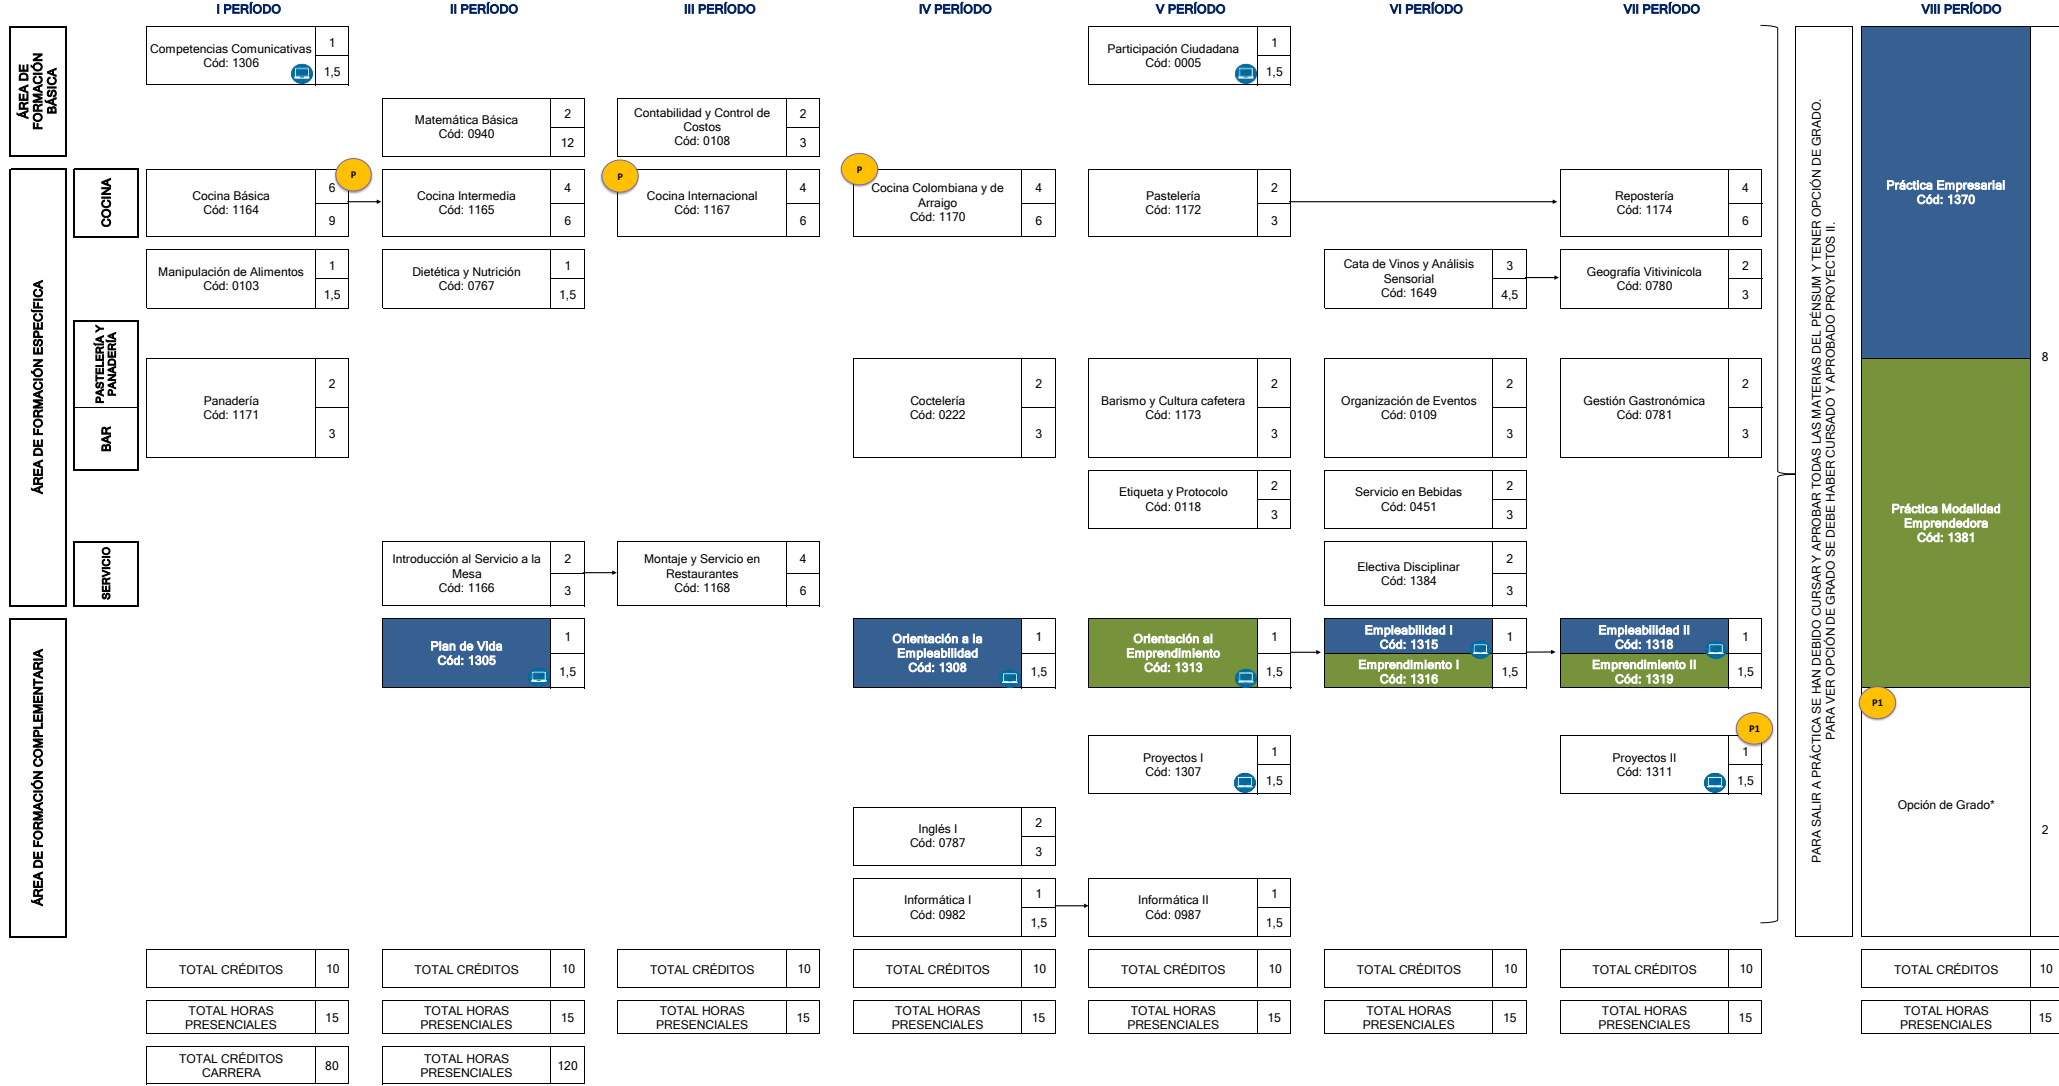 I PERÍODO
II PERÍODO
III PERÍODO
IV PERÍODO
V PERÍODO
VI PERÍODO
VII PERÍODO
VIII PERÍODO
ÁREA DE
FORMACIÓN
BÁSICA
Competencias Comunicativas
Cód: 1306
1
1,5
Participación Ciudadana
Cód: 0005
1
1,5
Matemática Básica
Cód: 0940
2
12
Contabilidad y Control de
Costos
Cód: 0108
2
3
ÁREA DE FORMACIÓN ESPECÍFICA
COCINA
Cocina Básica
Cód: 1164
6
9
P
Cocina Intermedia
Cód: 1165
4
6
P
Cocina Internacional
Cód: 1167
4
6
P
Cocina Colombiana y de
Arraigo
Cód: 1170
4
6
Pastelería
Cód: 1172
2
3
Repostería
Cód: 1174
4
6
Manipulación de Alimentos
Cód: 0103
1
1,5
Dietética y Nutrición
Cód: 0767
1
1,5
Cata de Vinos y Análisis
Sensorial
Cód: 1649
3
4,5
Geografía Vitivinícola
Cód: 0780
2
3
PASTELERÍA Y
PANADERÍA
BAR
Panadería
Cód: 1171
2
3
Coctelería
Cód: 0222
2
3
Barismo y Cultura cafetera
Cód: 1173
2
3
Organización de Eventos
Cód: 0109
2
3
Gestión Gastronómica
Cód: 0781
2
3
Etiqueta y Protocolo
Cód: 0118
2
3
Servicio en Bebidas
Cód: 0451
2
3
SERVICIO
Introducción al Servicio a la
Mesa
Cód: 1166
2
3
Montaje y Servicio en
Restaurantes
Cód: 1168
4
6
Electiva Disciplinar
Cód: 1384
2
3
ÁREA DE FORMACIÓN COMPLEMENTARIA
Plan de Vida
Cód: 1305
1
1,5
Orientación a la
Empleabilidad
Cód: 1308
1
1,5
Orientación al
Emprendimiento
Cód: 1313
1
1,5
Empleabilidad I
Cód: 1315
Emprendimiento I
Cód: 1316
1
1,5
Empleabilidad II
Cód: 1318
Emprendimiento II
Cód: 1319
1
1,5
Proyectos I
Cód: 1307
1
1,5
P1
Proyectos II
Cód: 1311
1
1,5
Inglés I
Cód: 0787
2
3
Informática I
Cód: 0982
1
1,5
Informática II
Cód: 0987
1
1,5
PARA SALIR A PRÁCTICA SE HAN DEBIDO CURSAR Y APROBAR TODAS LAS MATERIAS DEL PÉNSUM Y TENER OPCIÓN DE GRADO.
PARA VER OPCIÓN DE GRADO SE DEBE HABER CURSADO Y APROBADO PROYECTOS II.
Práctica Empresarial
Cód: 1370
8
Práctica Modalidad
Emprendedora
Cód: 1381
P1
Opción de Grado*
2
TOTAL CRÉDITOS
10
TOTAL CRÉDITOS
10
TOTAL CRÉDITOS
10
TOTAL CRÉDITOS
10
TOTAL CRÉDITOS
10
TOTAL CRÉDITOS
10
TOTAL CRÉDITOS
10
TOTAL CRÉDITOS
10
TOTAL HORAS
PRESENCIALES
15
TOTAL HORAS
PRESENCIALES
15
TOTAL HORAS
PRESENCIALES
15
TOTAL HORAS
PRESENCIALES
15
TOTAL HORAS
PRESENCIALES
15
TOTAL HORAS
PRESENCIALES
15
TOTAL HORAS
PRESENCIALES
15
TOTAL HORAS
PRESENCIALES
15
TOTAL CRÉDITOS
CARRERA
80
TOTAL HORAS
PRESENCIALES
120